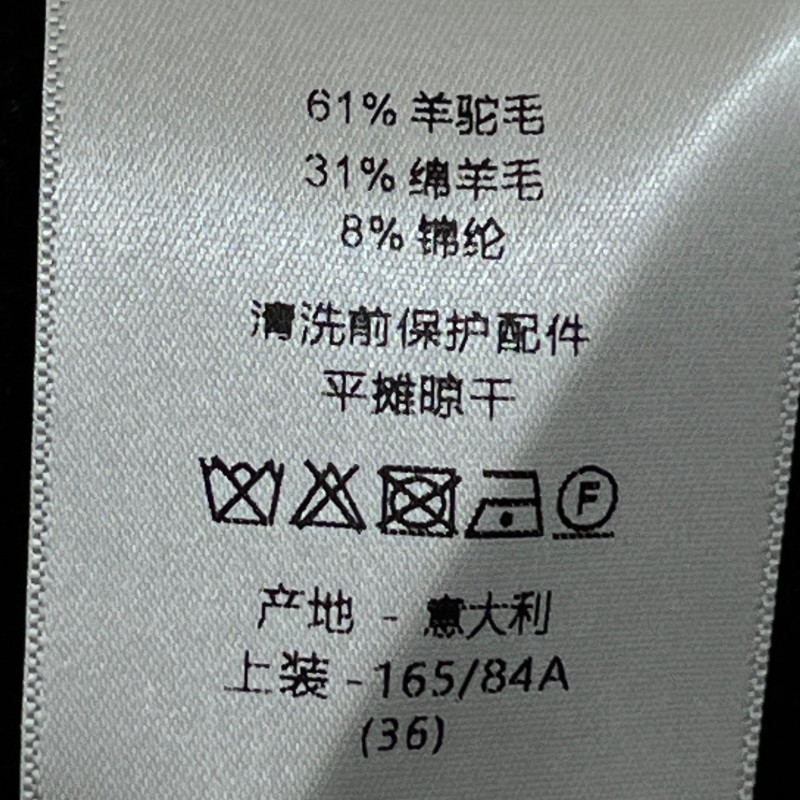 61% 羊驼毛
31% 绵羊毛
8% 锦纶
清洗前保护配件
平摊晾干
F
产地 - 意大利
上装 - 165/84A
(36)